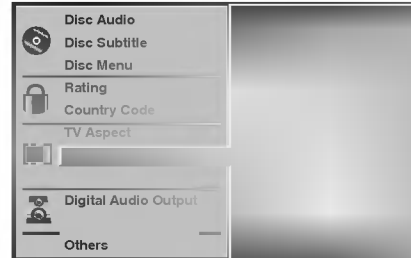 Disc Audio
Disc Subtitle
Disc Menu
Rating
Country Code
TV Aspect
Digital Audio Output
Others